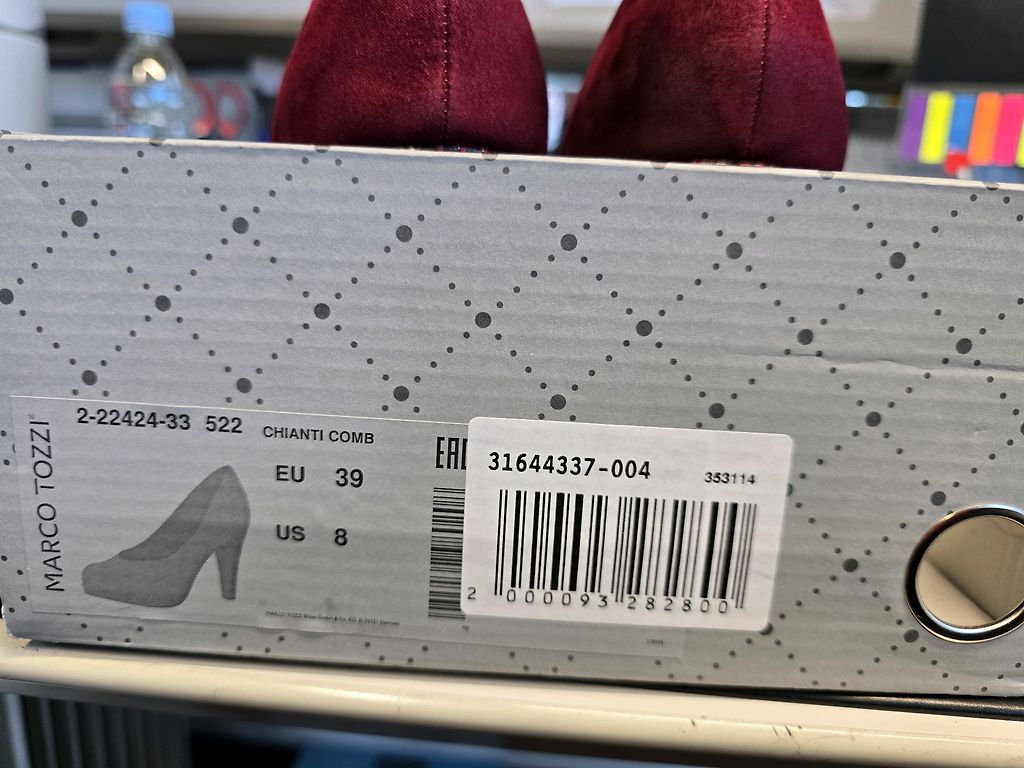 MARCO TOZZI
2-22424-33 522 CHIANTI COMB
EU 39
US 8
EAC
31644337-004
353114
2 000093 282800